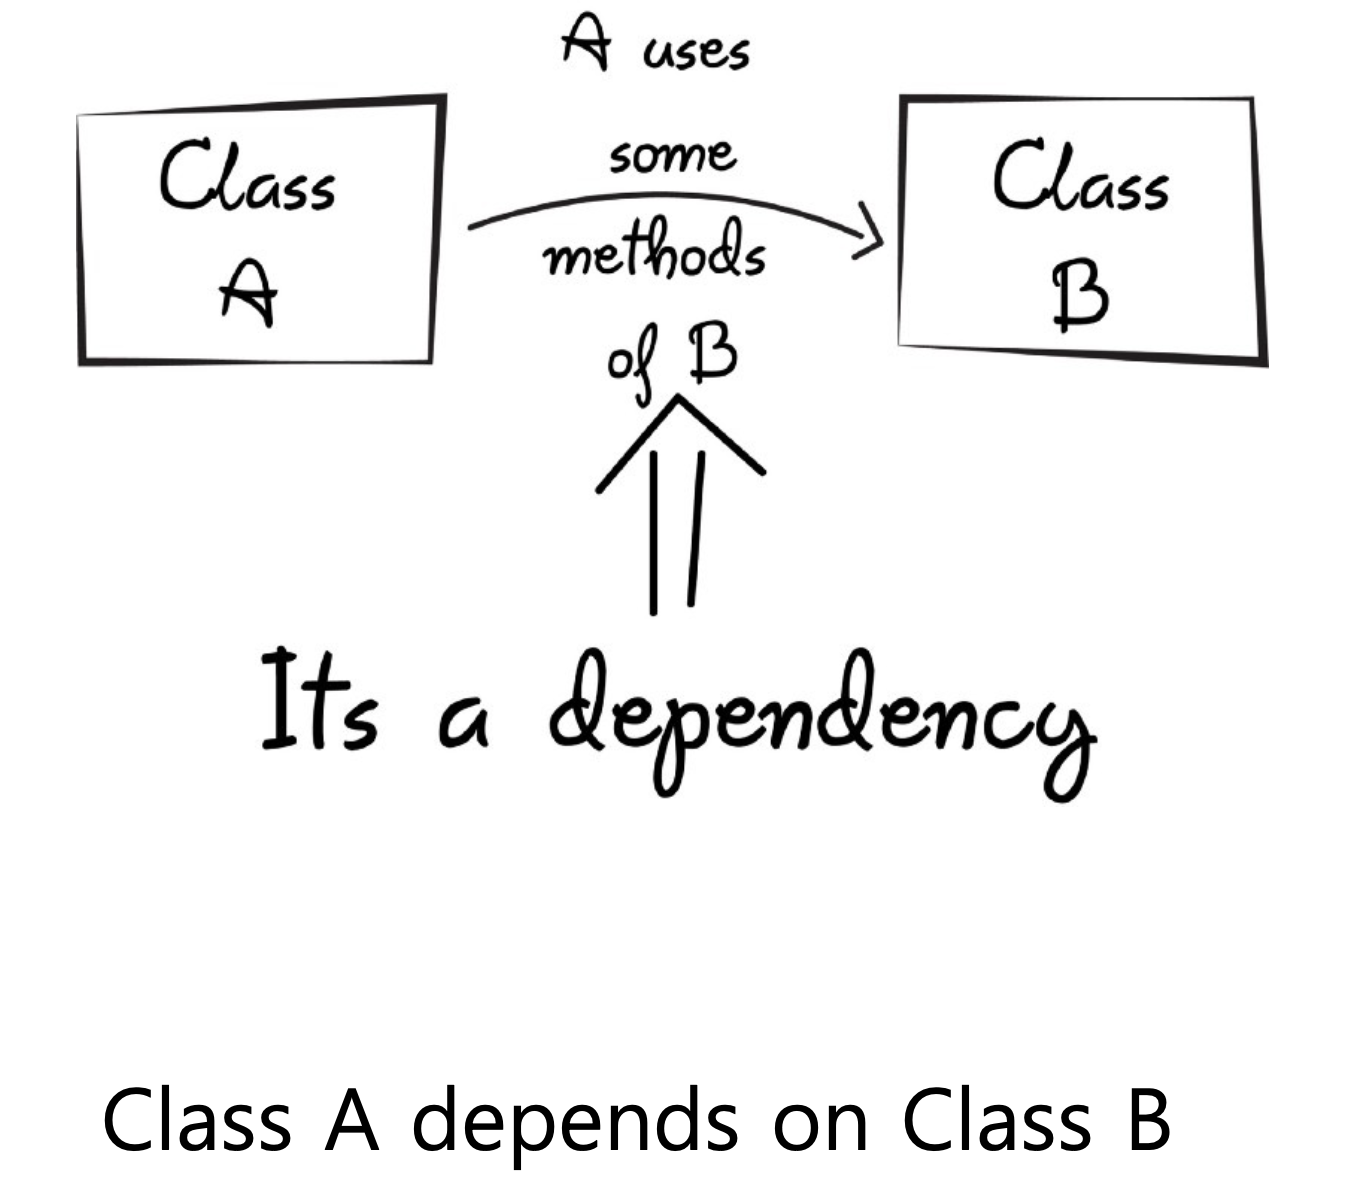 A uses
some
methods
of B
Class
A
Class
B
Its a dependency
Class A depends on Class B